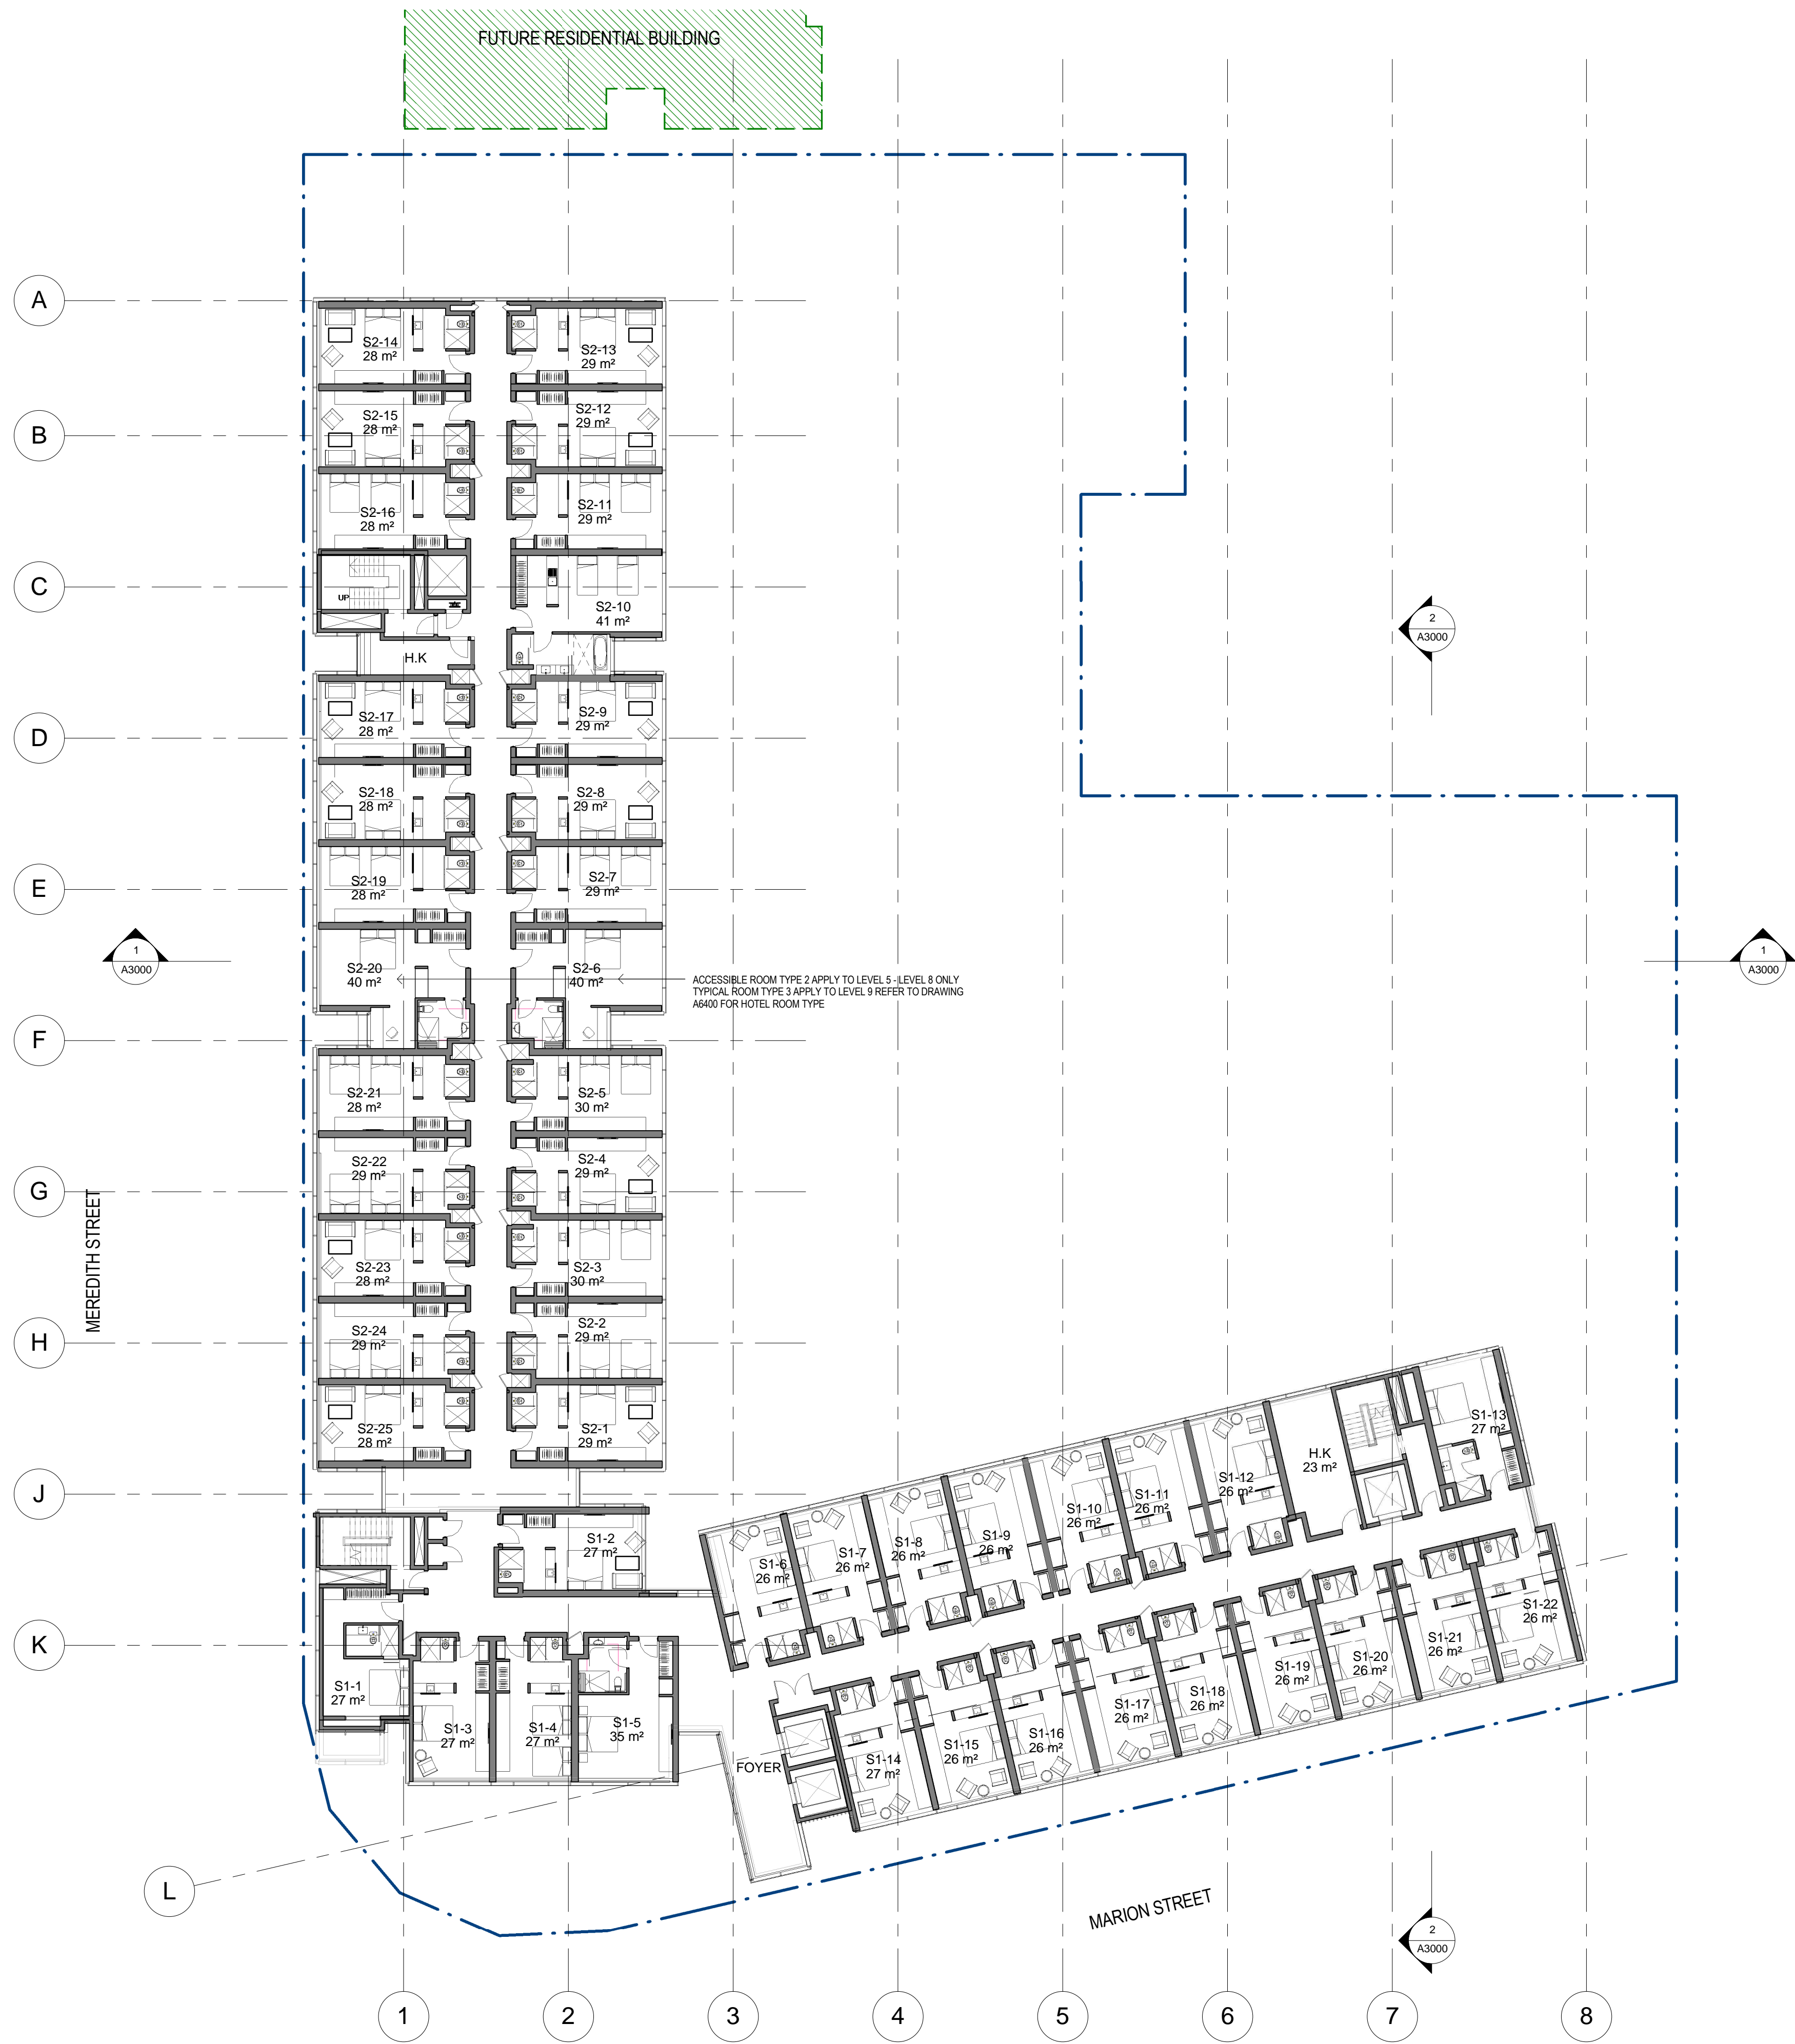 FUTURE RESIDENTIAL BUILDING
A
S2-14
28 m²
S2-13
29 m²
B
S2-15
28 m²
S2-12
29 m²
S2-16
28 m²
S2-11
29 m²
C
UP
S2-10
41 m²
2
A3000
H.K
D
S2-17
28 m²
S2-9
29 m²
S2-18
28 m²
S2-8
29 m²
E
S2-19
28 m²
S2-7
29 m²
1
A3000
S2-20
40 m²
S2-6
40 m²
ACCESSIBLE ROOM TYPE 2 APPLY TO LEVEL 5 - LEVEL 8 ONLY
TYPICAL ROOM TYPE 3 APPLY TO LEVEL 9 REFER TO DRAWING
A6400 FOR HOTEL ROOM TYPE
1
A3000
F
S2-21
28 m²
S2-5
30 m²
G
S2-22
29 m²
S2-4
29 m²
MEREDITH STREET
S2-23
28 m²
S2-3
30 m²
H
S2-24
29 m²
S2-2
29 m²
S2-25
28 m²
S2-1
29 m²
J
S1-2
27 m²
S1-6
26 m²
S1-7
26 m²
S1-8
26 m²
S1-9
26 m²
S1-10
26 m²
S1-11
26 m²
S1-12
26 m²
H.K
23 m²
S1-13
27 m²
K
S1-1
27 m²
S1-3
27 m²
S1-4
27 m²
S1-5
35 m²
FOYER
S1-14
27 m²
S1-15
26 m²
S1-16
26 m²
S1-17
26 m²
S1-18
26 m²
S1-19
26 m²
S1-20
26 m²
S1-21
26 m²
S1-22
26 m²
L
MARION STREET
2
A3000
1
2
3
4
5
6
7
8